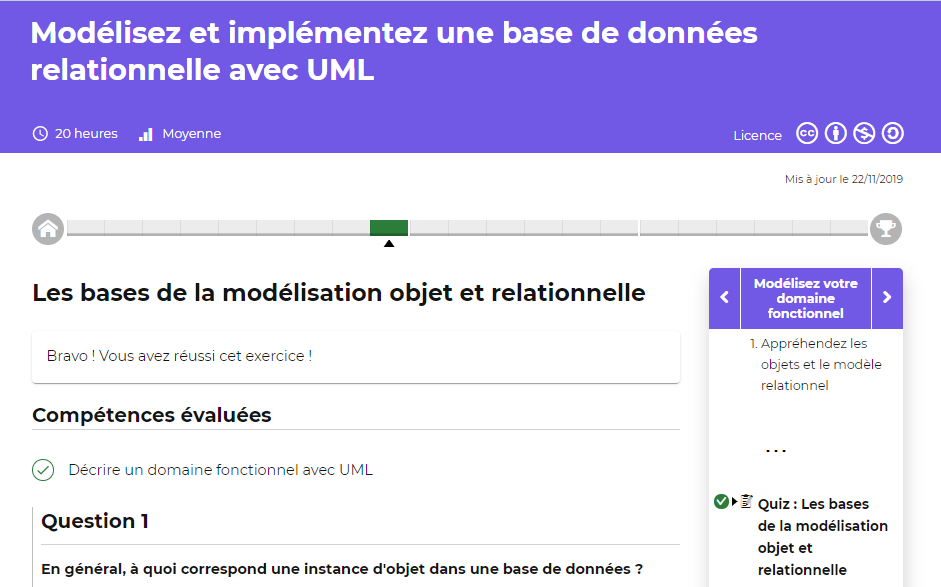 Modélisez et implémentez une base de données
relationnelle avec UML
20 heures
Moyenne
Licence
cc
Mis à jour le 22/11/2019
Les bases de la modélisation objet et relationnelle
Bravo ! Vous avez réussi cet exercice !
Compétences évaluées
Décrire un domaine fonctionnel avec UML
Question 1
En général, à quoi correspond une instance d'objet dans une base de données ?
Modélisez votre
domaine
fonctionnel
1. Appréhendez les
objets et le modèle
relationnel
...
Quiz : Les bases
de la modélisation
objet et
relationnelle